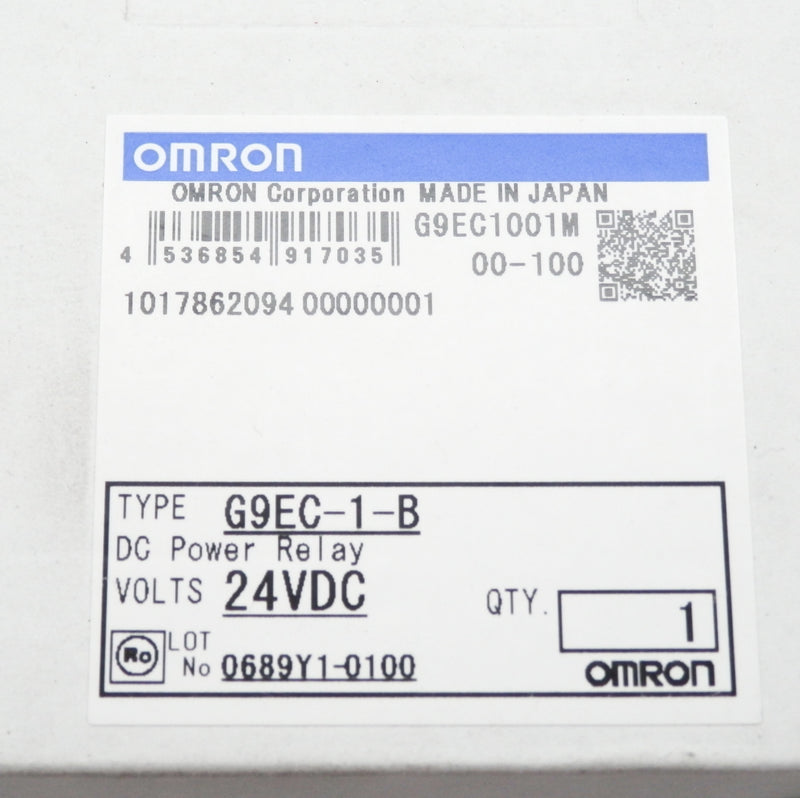 OMRON
OMRON Corporation MADE IN JAPAN
G9EC1001M
4 536854 917035
00-100
1017862094 00000001
TYPE G9EC-1-B
DC Power Relay
VOLTS 24VDC
QTY. 1
Ro LOT
No 0689Y1-0100
OMRON